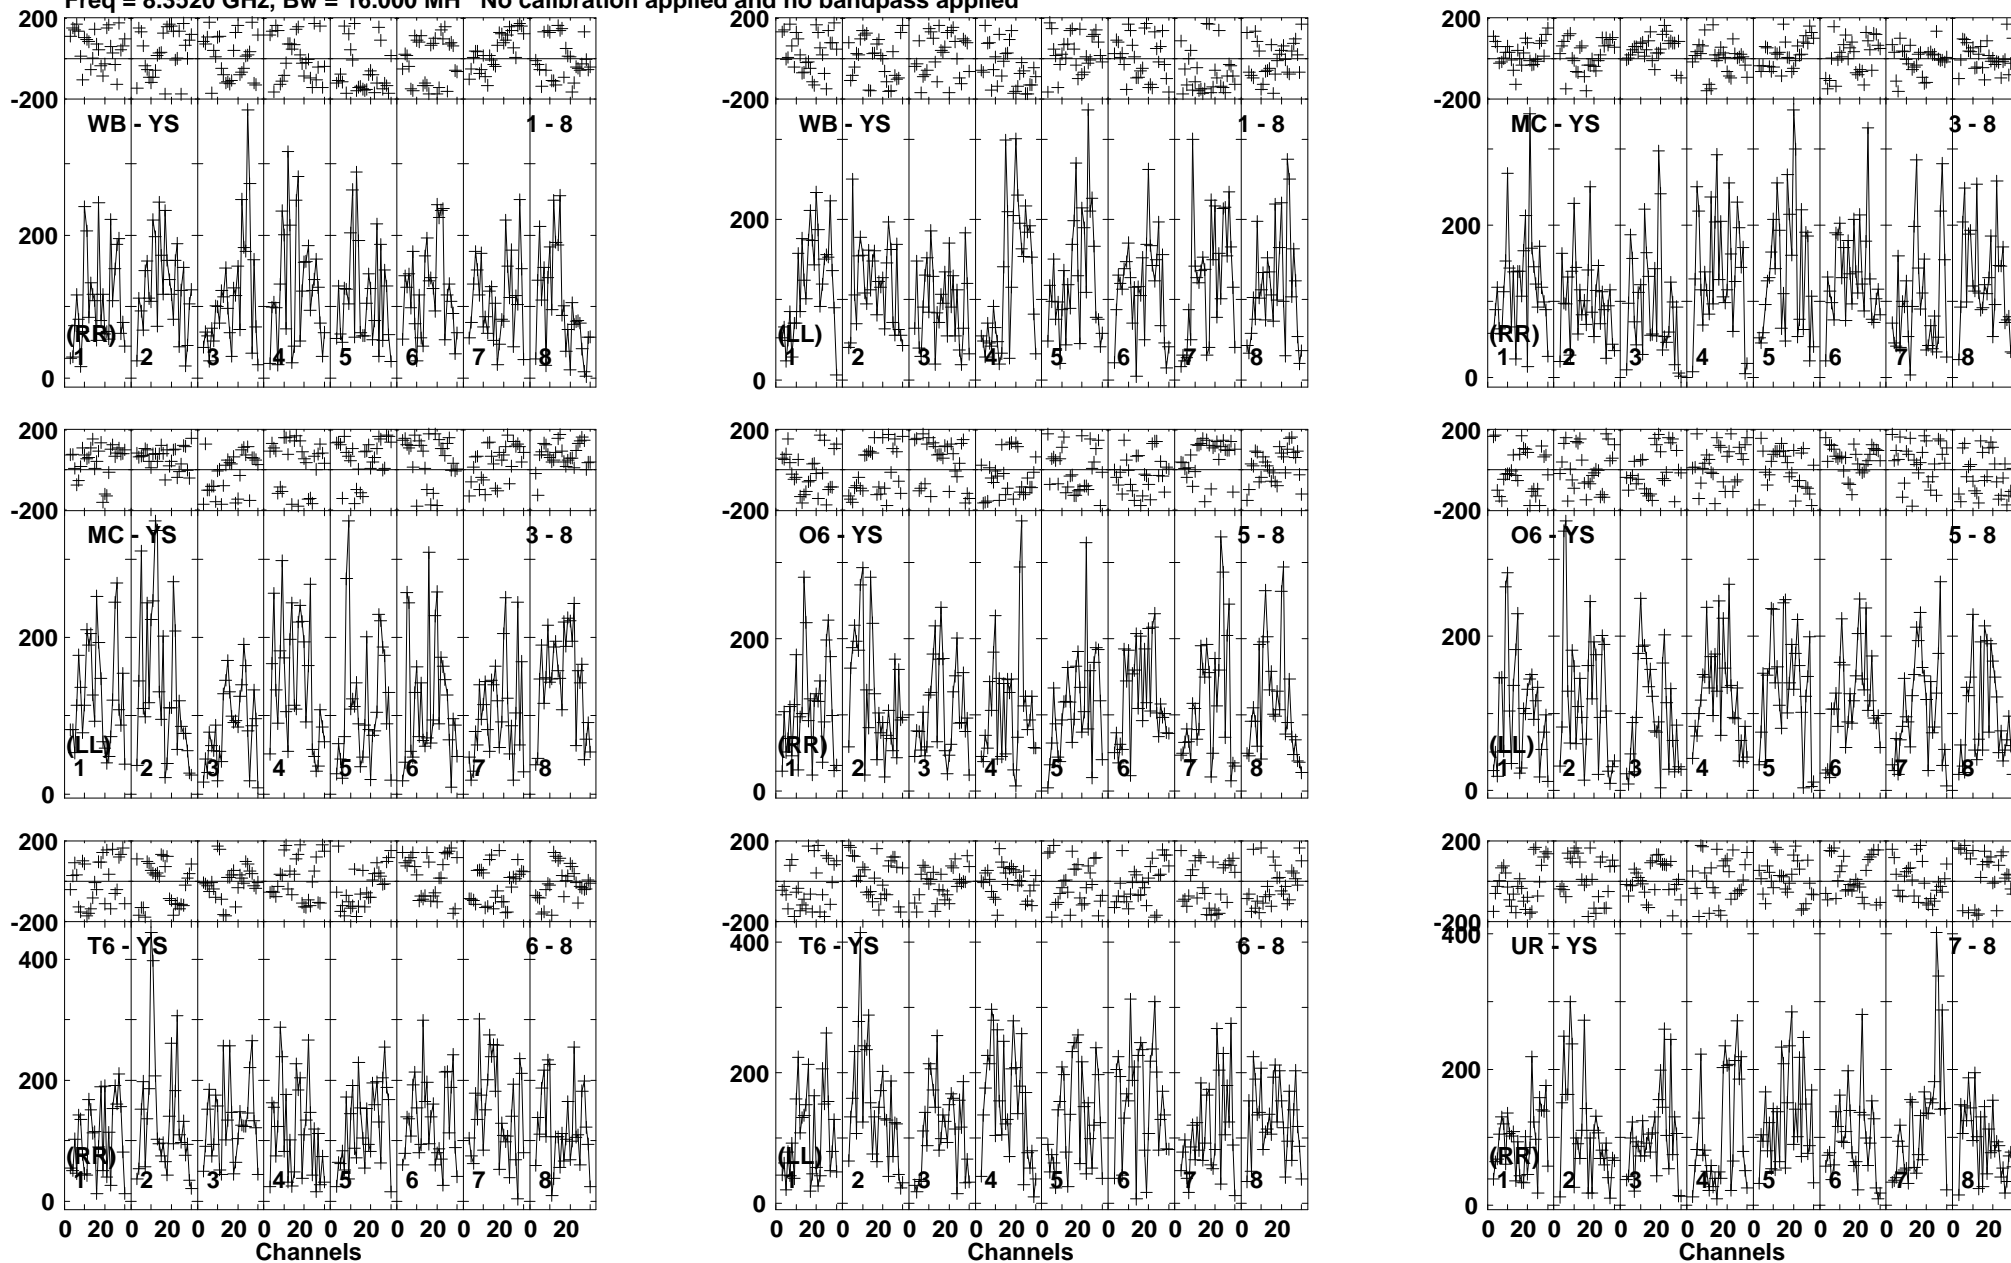 Freq = 8.3520 GHz, Bw = 16.000 MH No calibration applied and no bandpass applied
200 200 200
-200 -200 -200
WB - YS 1 - 8 WB - YS 1 - 8 MC - YS 3 - 8
200 200 200
(RR) (LL) (RR)
1 2 3 4 5 6 7 8 1 2 3 4 5 6 7 8 1 2 3 4 5 6 7 8
0 0 0
200 200 200
-200 -200 -200
MC - YS 3 - 8 O6 - YS 5 - 8 O6 - YS 5 - 8
200 200 200
(LL) (RR) (LL)
1 2 3 4 5 6 7 8 1 2 3 4 5 6 7 8 1 2 3 4 5 6 7 8
0 0 0
200 200 200
-200 -200 -200
T6 - YS 6 - 8 T6 - YS 6 - 8 UR - YS 7 - 8
400 400 400
200 200 200
(RR) (LL) (RR)
1 2 3 4 5 6 7 8 1 2 3 4 5 6 7 8 1 2 3 4 5 6 7 8
0 0 0
0 20 0 20 0 20 0 20 0 20 0 20 0 20 0 20 0 20 0 20 0 20 0 20 0 20 0 20 0 20 0 20 0 20 0 20 0 20 0 20 0 20 0 20 0 20 0 20
Channels Channels Channels